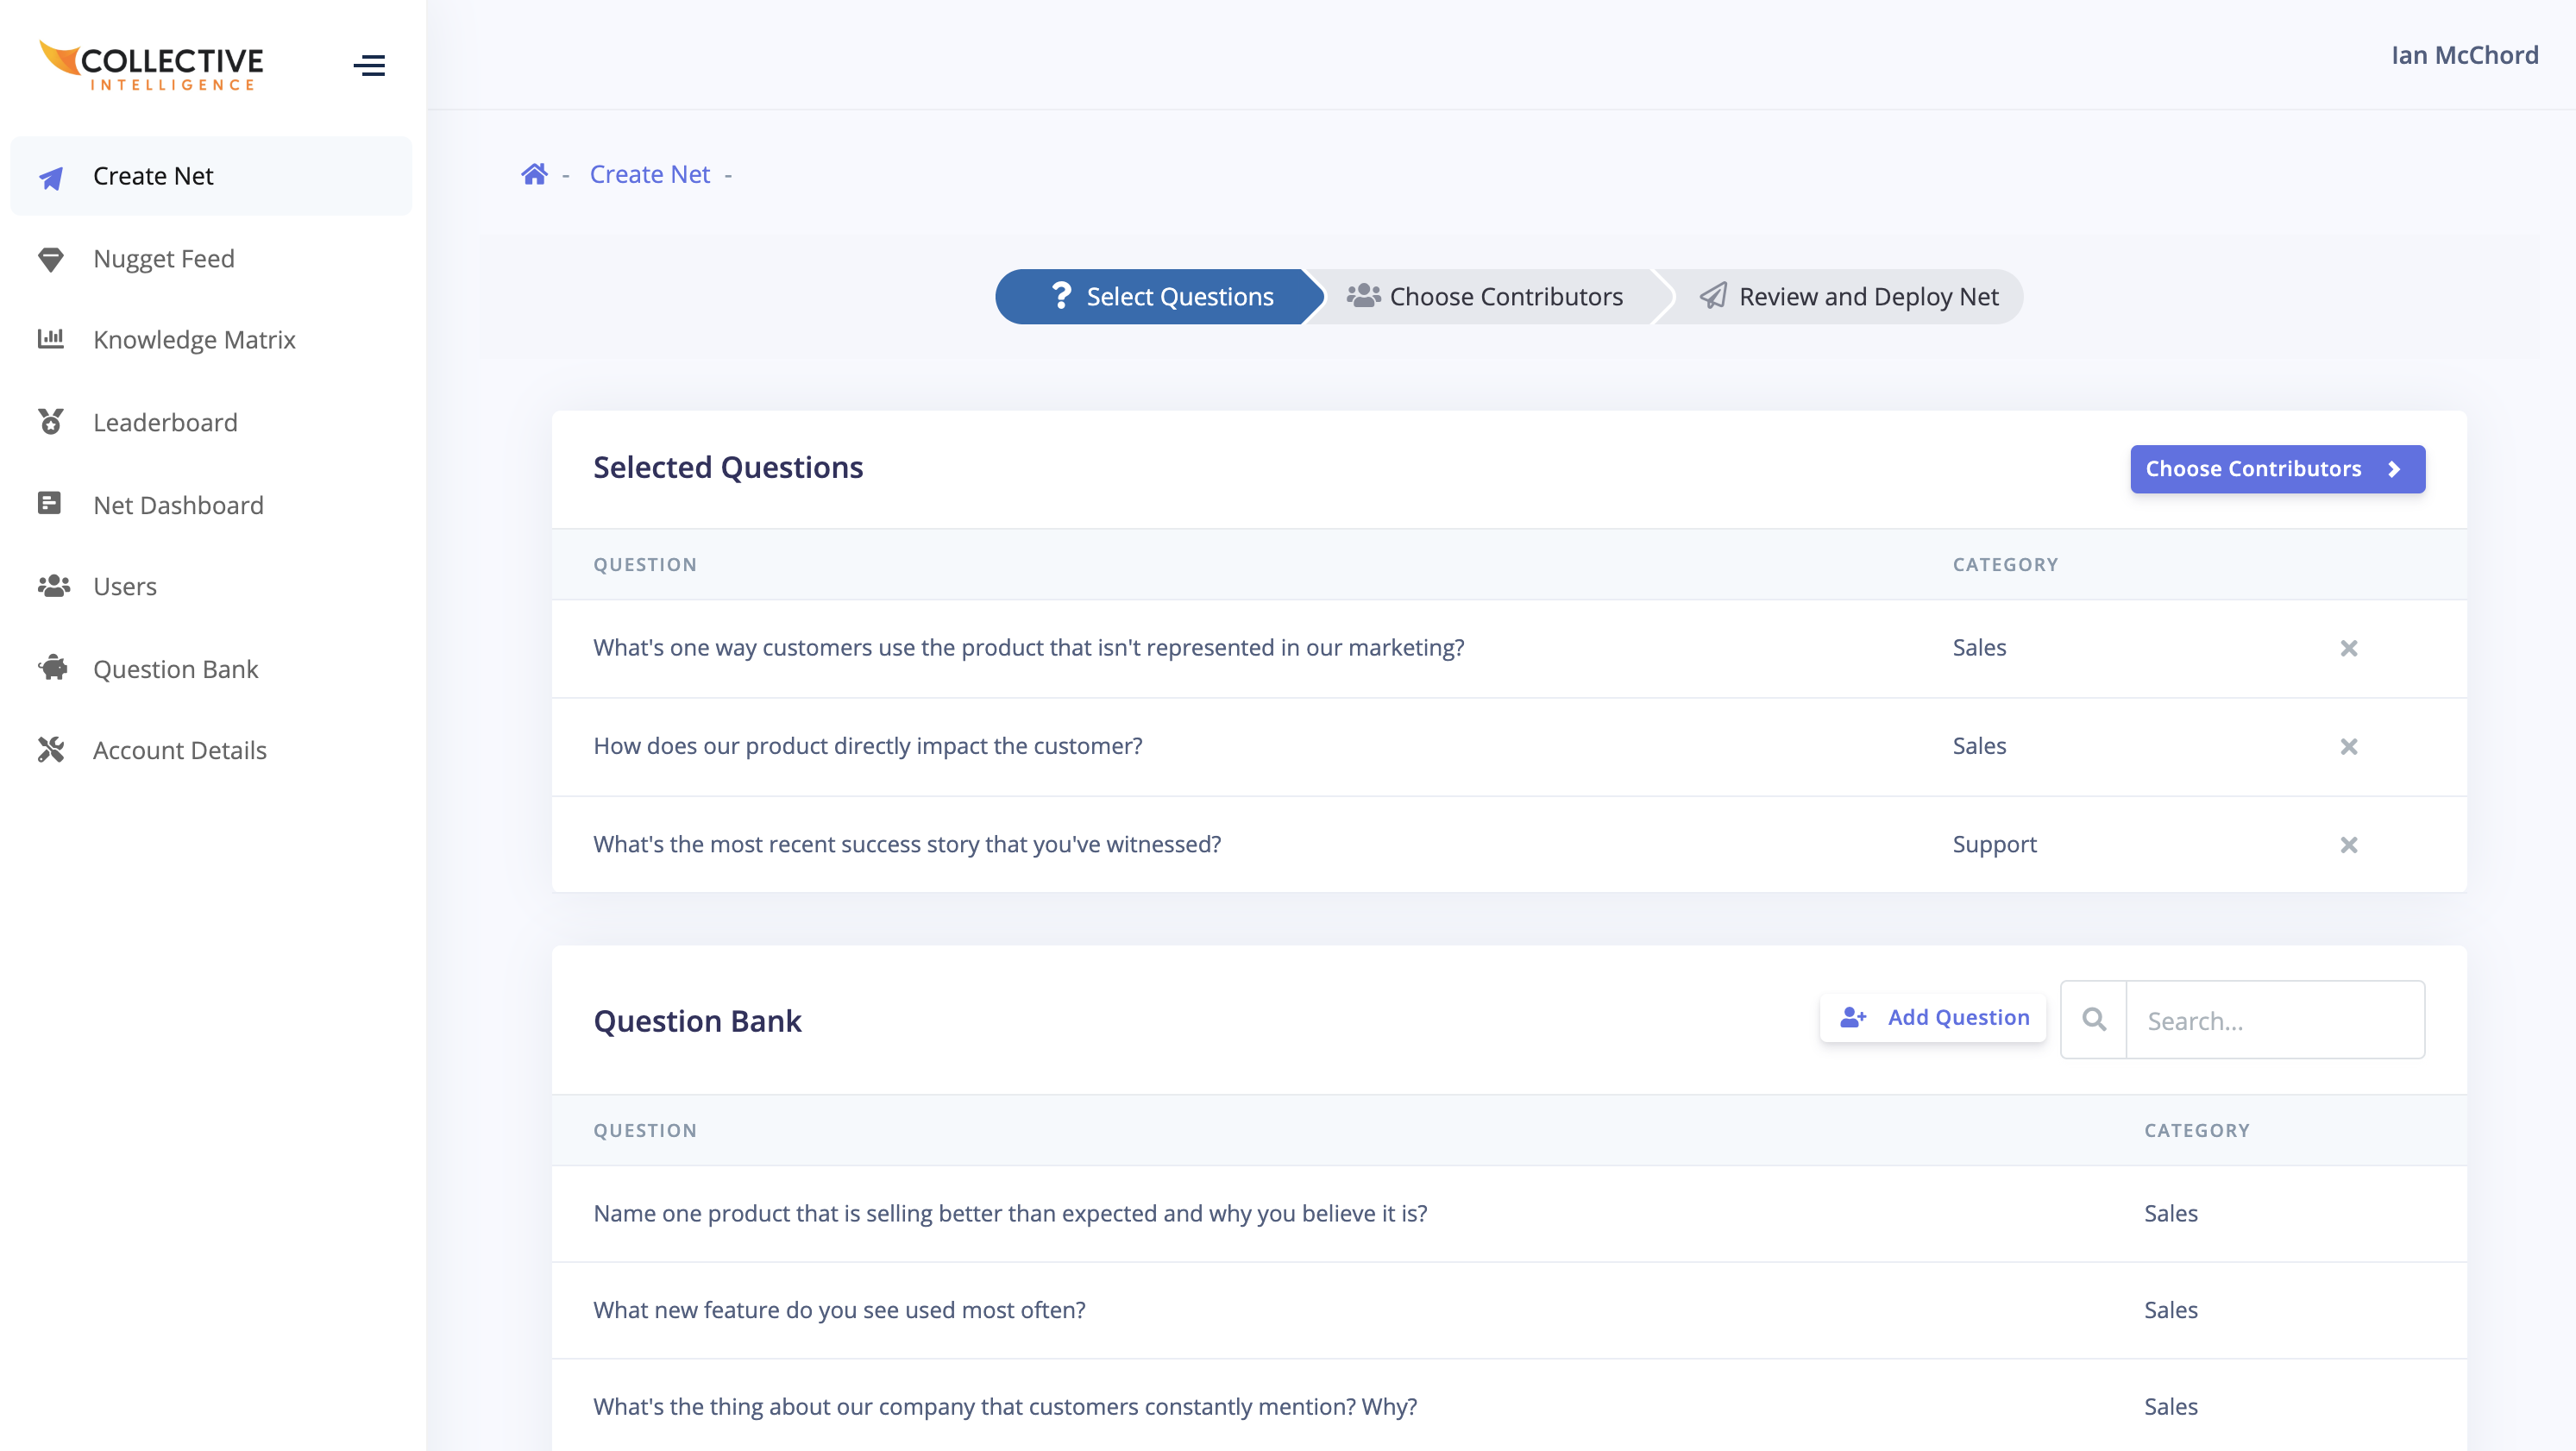 COLLECTIVE
INTELLIGENCE
Ian McChord
Create Net
Nugget Feed
Knowledge Matrix
Leaderboard
Net Dashboard
Users
Question Bank
Account Details
- Create Net -
? Select Questions
Choose Contributors
Review and Deploy Net
Selected Questions
Choose Contributors
QUESTION CATEGORY
What's one way customers use the product that isn't represented in our marketing? Sales
How does our product directly impact the customer? Sales
What's the most recent success story that you've witnessed? Support
Question Bank
Add Question
Search...
QUESTION CATEGORY
Name one product that is selling better than expected and why you believe it is? Sales
What new feature do you see used most often? Sales
What's the thing about our company that customers constantly mention? Why? Sales